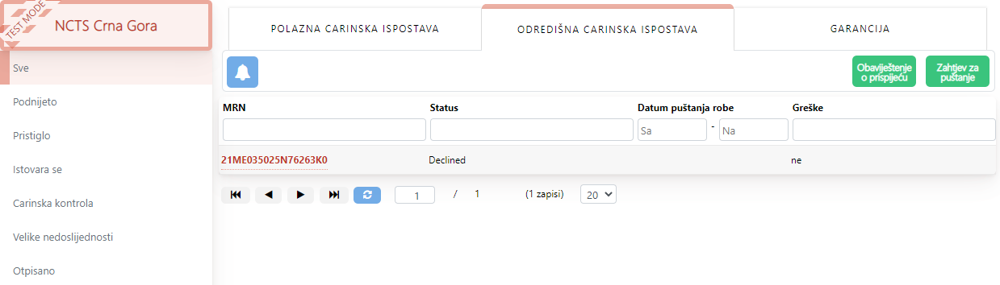 TEST MODE
NCTS Crna Gora
POLAZNA CARINSKA ISPOSTAVA
ODREDIŠNA CARINSKA ISPOSTAVA
GARANCIJA
Sve
Podnijeto
Pristiglo
Istovara se
Carinska kontrola
Velike nedoslijednosti
Otpisano
Obavještenje
o prispijeću
Zahtjev za
puštanje
MRN Status Datum puštanja robe Greške
Sa - Na
21ME035025N76263K0 Declined ne
1 / 1 (1 zapisi) 20